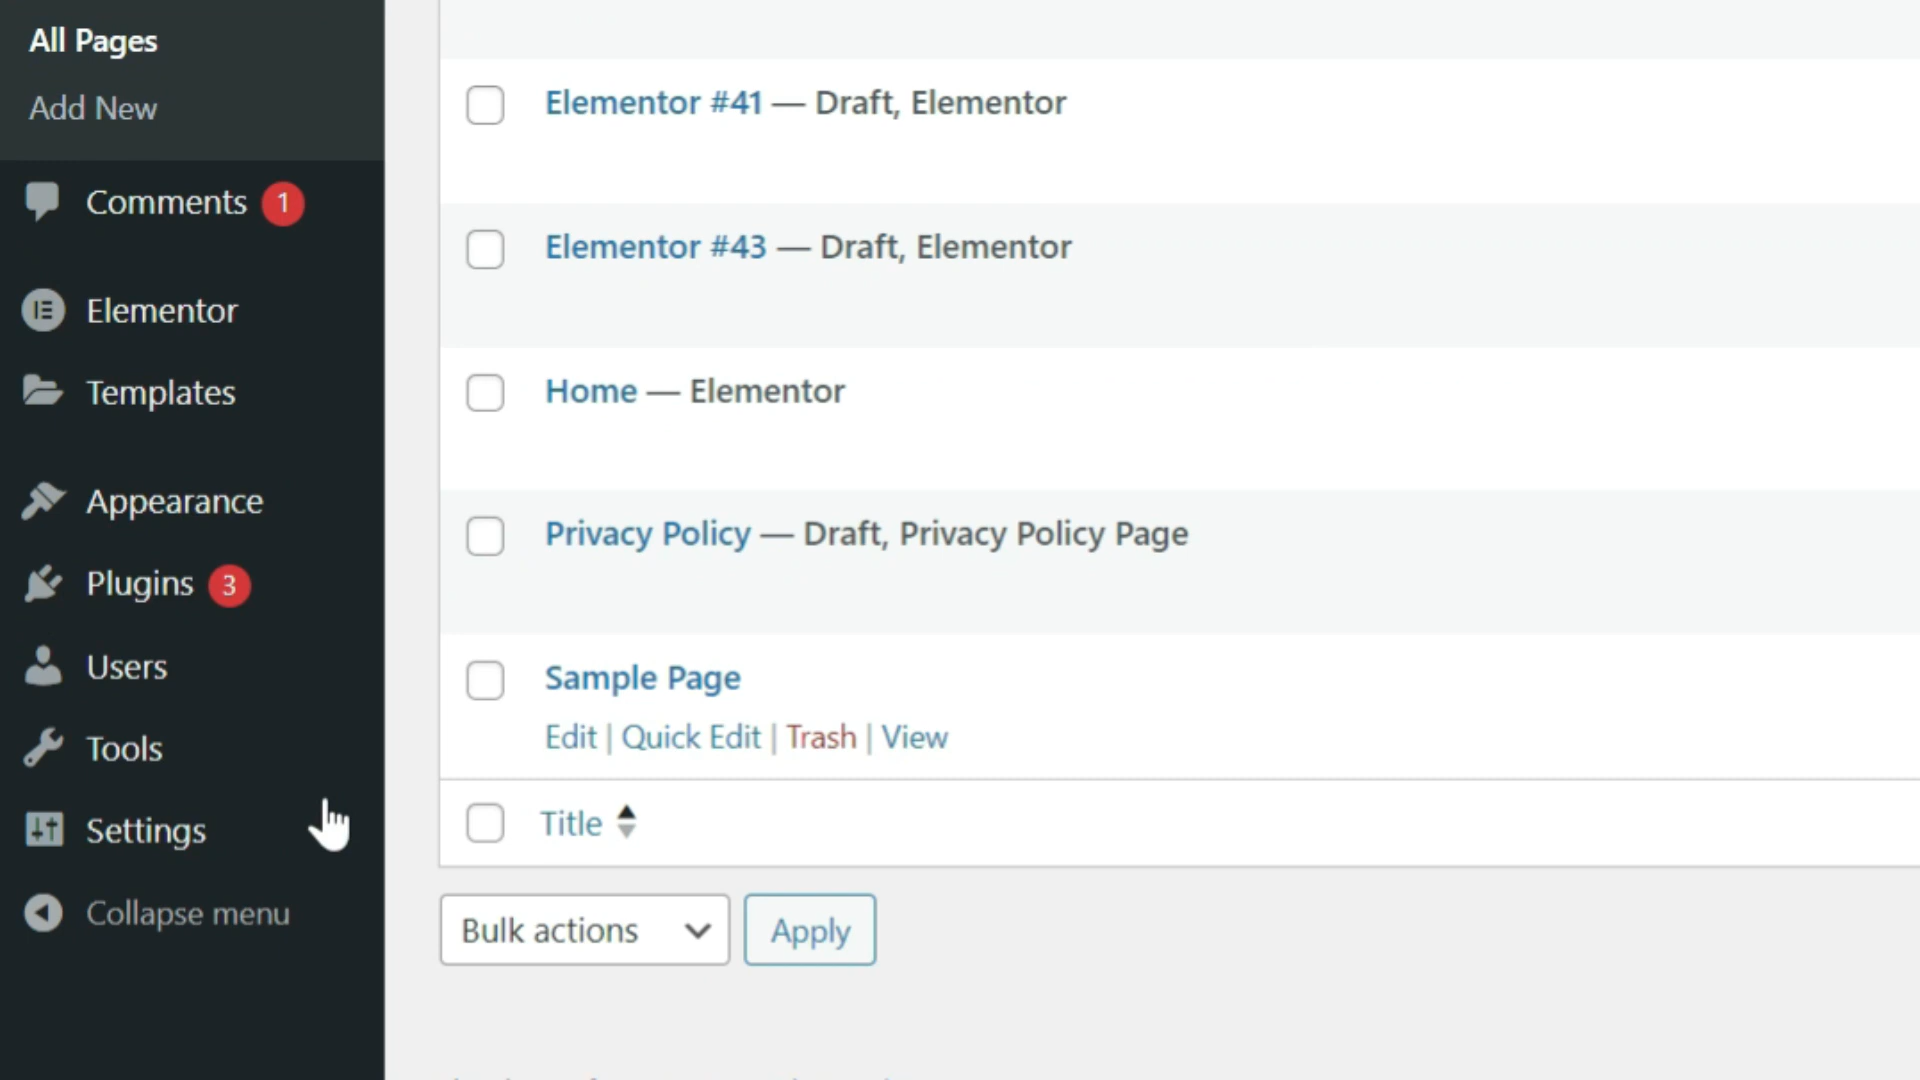 All Pages
Add New
Comments 1
Elementor
Templates
Appearance
Plugins 3
Users
Tools
Settings
Collapse menu
Elementor #41 — Draft, Elementor
Elementor #43 — Draft, Elementor
Home — Elementor
Privacy Policy — Draft, Privacy Policy Page
Sample Page
Edit | Quick Edit | Trash | View
Title
Bulk actions
Apply